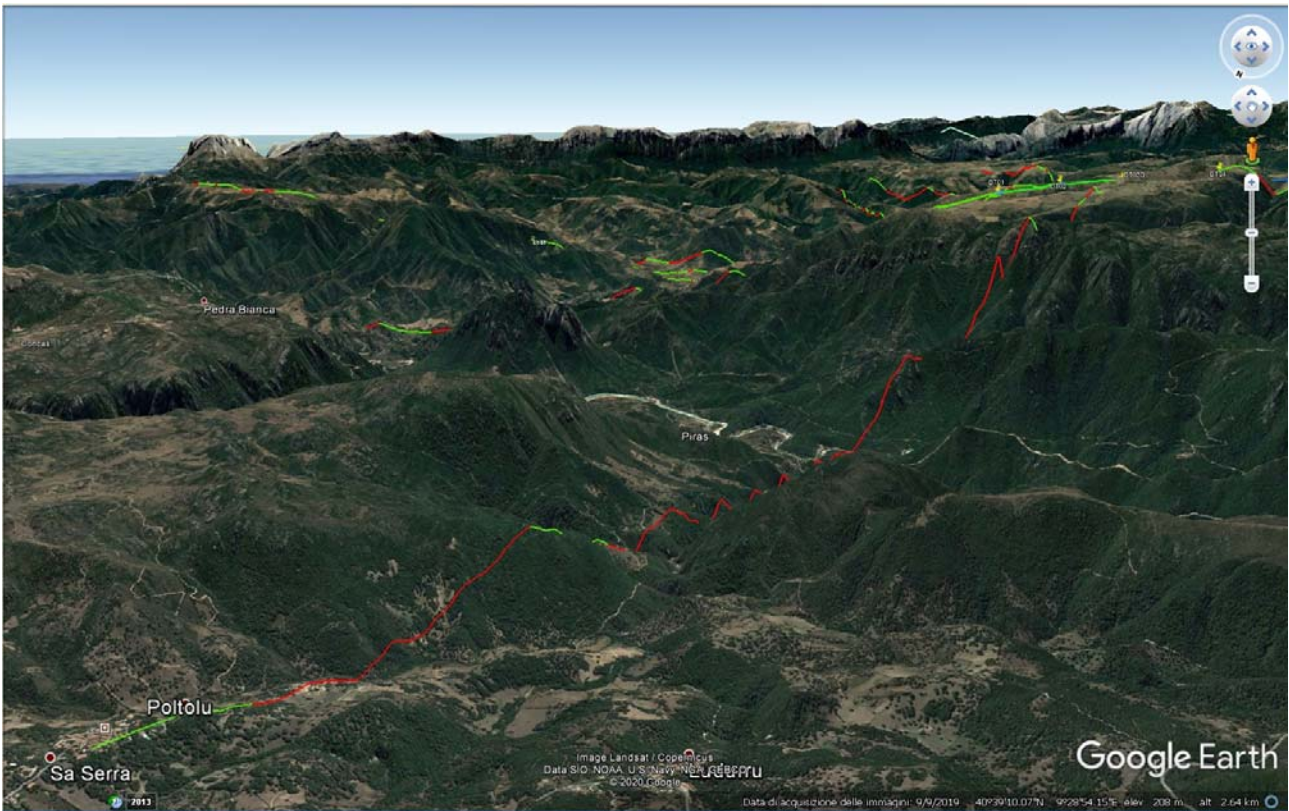 N
Pedra Bianca
Concas
Piras
Poltolu
Sa Serra
Image Landsat / Copernicus
Data SIO, NOAA, U.S. Navy, NGA, GEBCO
© 2020 Google
Google Earth
2013
Data di acquisizione delle immagini: 9/9/2019 40°39'10.07"N 9°28'54.15"E elev 208 m alt 2.64 km